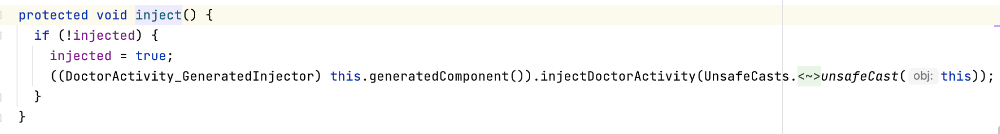 protected void inject() {
if (!injected) {
injected = true;
((DoctorActivity_GeneratedInjector) this.generatedComponent()).injectDoctorActivity(UnsafeCasts.<~>unsafeCast( obj: this));
}
}